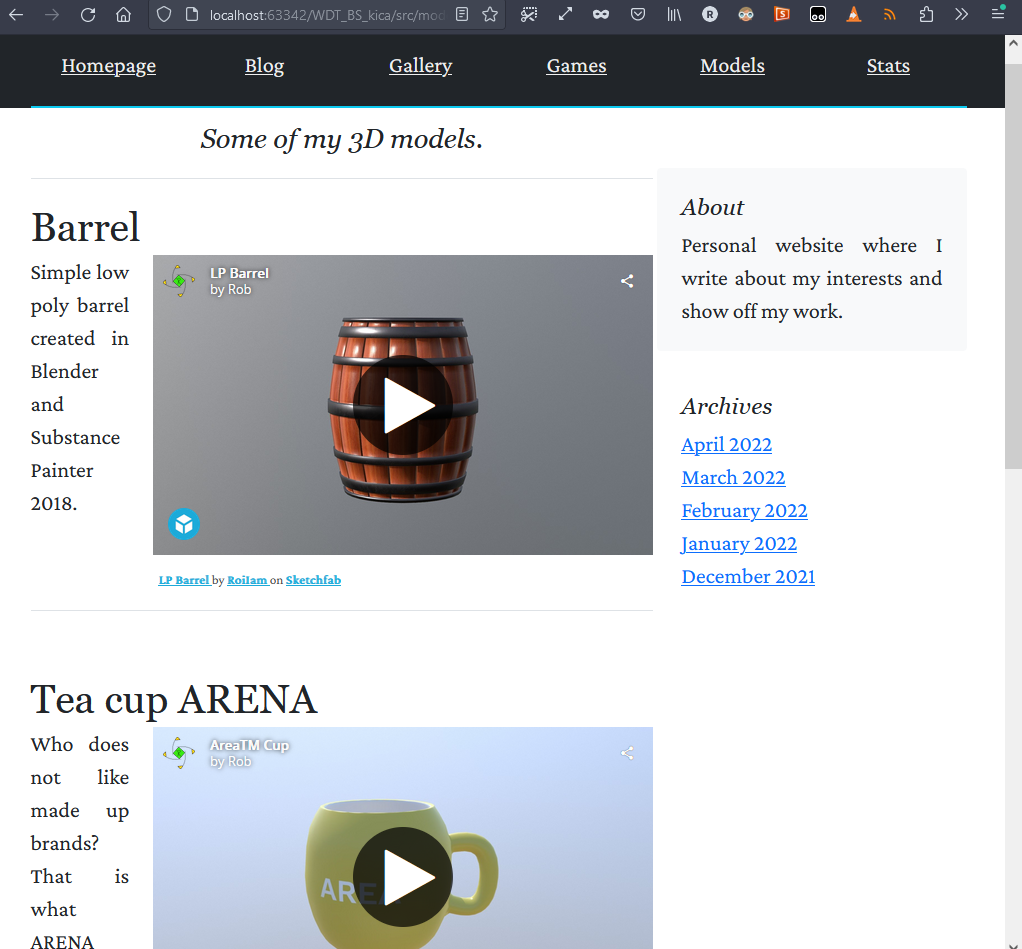 localhost:63342/WDT_BS_kica/src/mod
Homepage Blog Gallery Games Models Stats
Some of my 3D models.
Barrel
Simple low
poly barrel
created in
Blender
and
Substance
Painter
2018.
LP Barrel
by Rob
LP Barrel by RoiIam on Sketchfab
Tea cup ARENA
Who does
not like
made up
brands?
That is
what
ARENA
AreaTM Cup
by Rob
About
Personal website where I
write about my interests and
show off my work.
Archives
April 2022
March 2022
February 2022
January 2022
December 2021